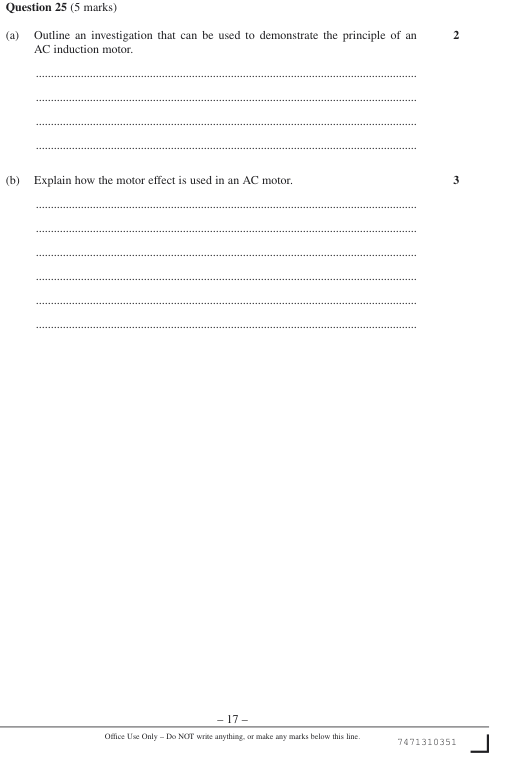 Question 25 (5 marks)
(a) Outline an investigation that can be used to demonstrate the principle of an 2
AC induction motor.
..............................................................................................................................
..............................................................................................................................
..............................................................................................................................
..............................................................................................................................
(b) Explain how the motor effect is used in an AC motor. 3
..............................................................................................................................
..............................................................................................................................
..............................................................................................................................
..............................................................................................................................
..............................................................................................................................
..............................................................................................................................
– 17 –
Office Use Only – Do NOT write anything, or make any marks below this line.
7471310351